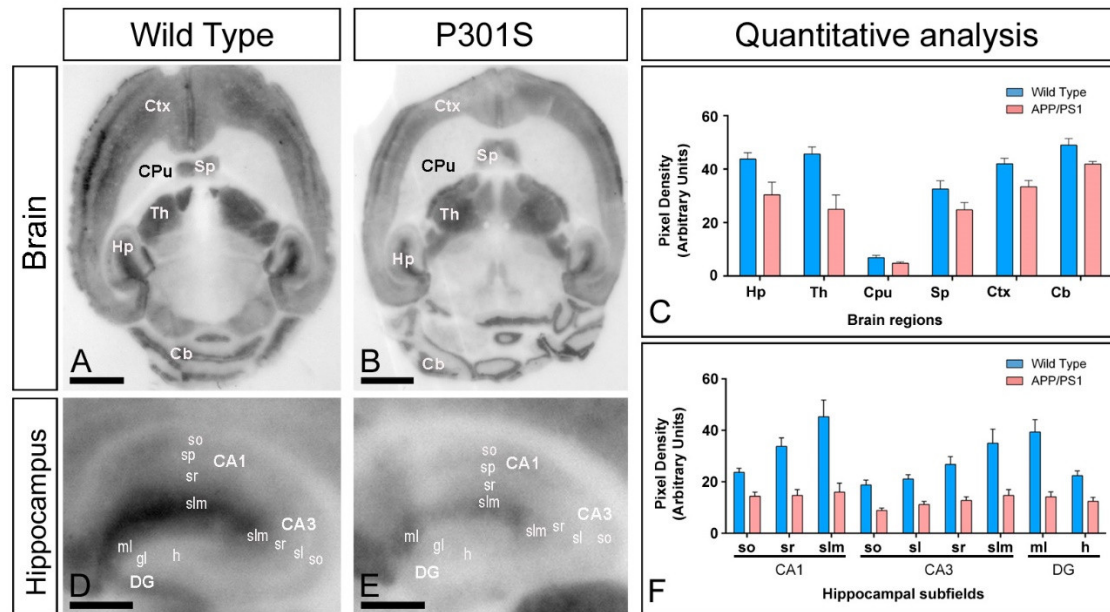 Wild Type
P301S
Quantitative analysis
Brain
Ctx
CPu
Sp
Th
Hp
Cb
A
Ctx
CPu
Sp
Th
Hp
Cb
B
Wild Type
APP/PS1
Pixel Density
(Arbitrary Units)
60
40
20
0
Hp Th Cpu Sp Ctx Cb
Brain regions
C
Hippocampus
so
sp
CA1
sr
slm
CA3
slm
sr
sl
so
ml
gl
h
DG
D
so
sp
CA1
sr
slm
CA3
slm
sr
sl
so
ml
gl
h
DG
E
Wild Type
APP/PS1
Pixel Density
(Arbitrary Units)
60
40
20
0
so sr slm so sl sr slm ml h
CA1 CA3 DG
Hippocampal subfields
F